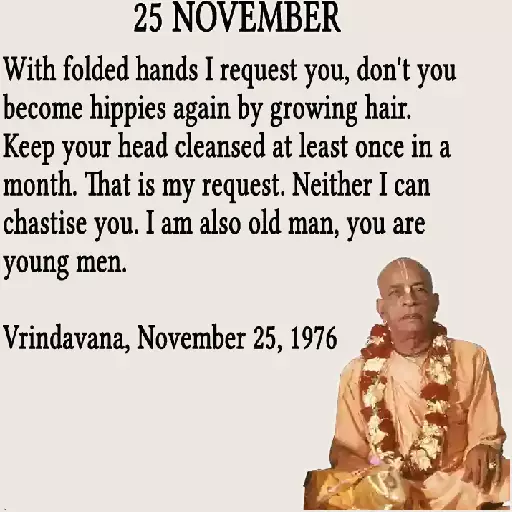 25 NOVEMBER
With folded hands I request you, don't you
become hippies again by growing hair.
Keep your head cleansed at least once in a
month. That is my request. Neither I can
chastise you. I am also old man, you are
young men.
Vrindavana, November 25, 1976